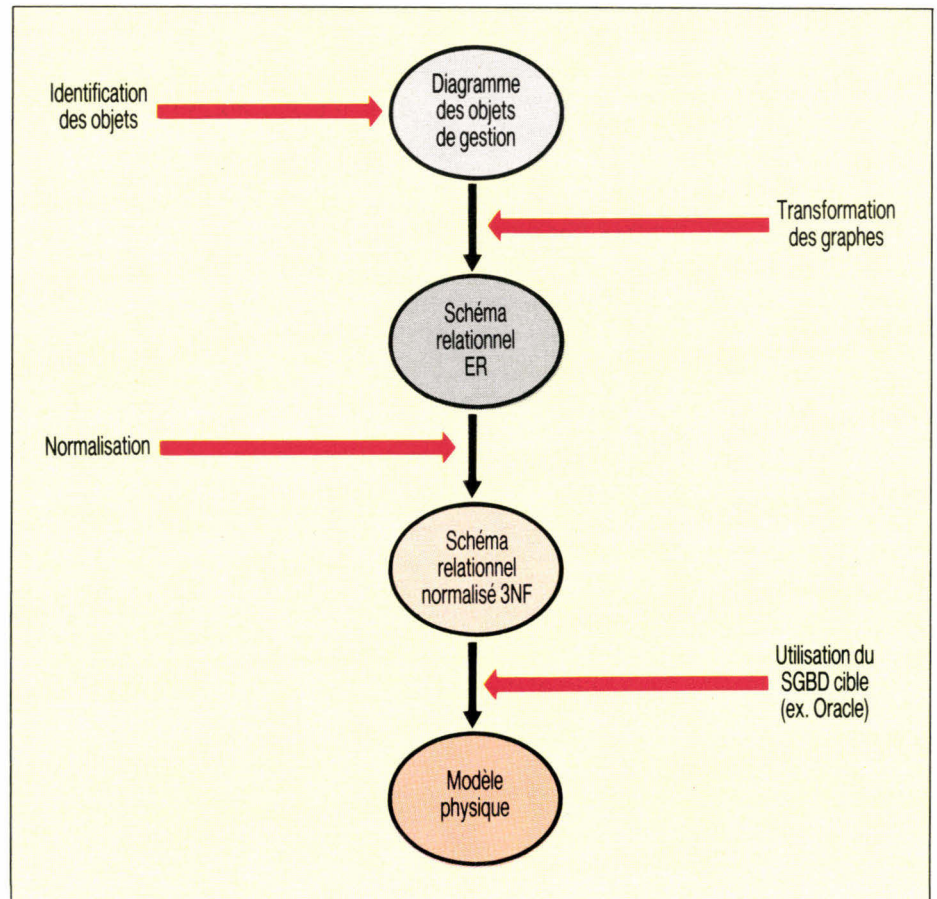 Identification
des objets
Diagramme
des objets
de gestion
Transformation
des graphes
Schéma
relationnel
ER
Normalisation
Schéma
relationnel
normalisé 3NF
Utilisation du
SGBD cible
(ex. Oracle)
Modèle
physique